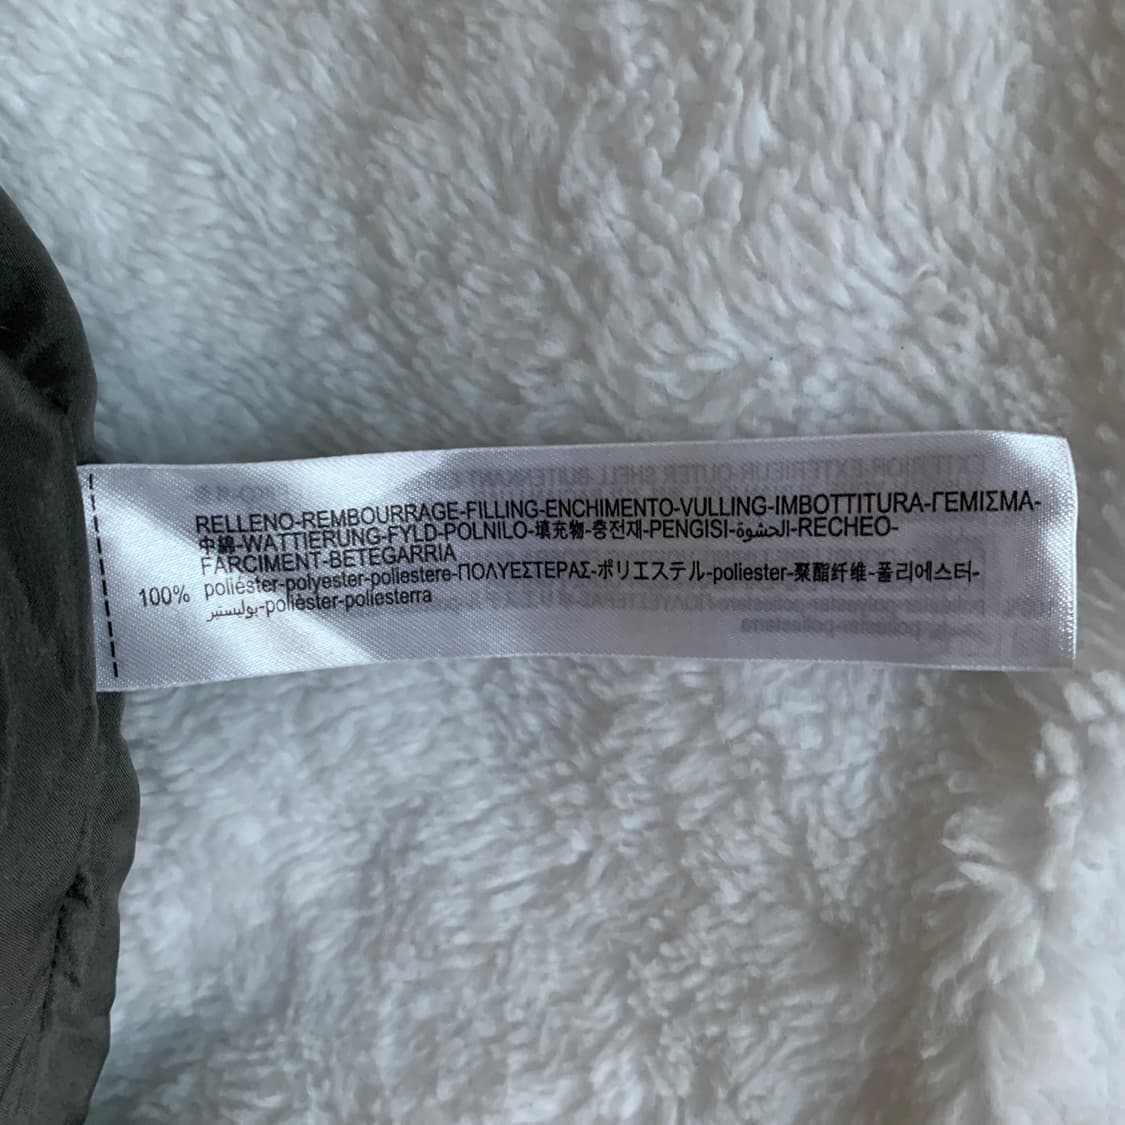 RELLENO-REMBOURRAGE-FILLING-ENCHIMENTO-VULLING-IMBOTTITURA-ΓΕΜΙΣΜΑ-
中綿-WATTIERUNG-FYLD-POLNILO-填充物-충전재-PENGISI-الحشوة-RECHEO-
FARCIMENT-BETEGARRIA
100% poliéster-polyester-poliestere-ΠΟΛΥΕΣΤΕΡΑΣ-ポリエステル-poliester-聚酯纤维-폴리에스터-
بوليستير-polièster-poliesterra